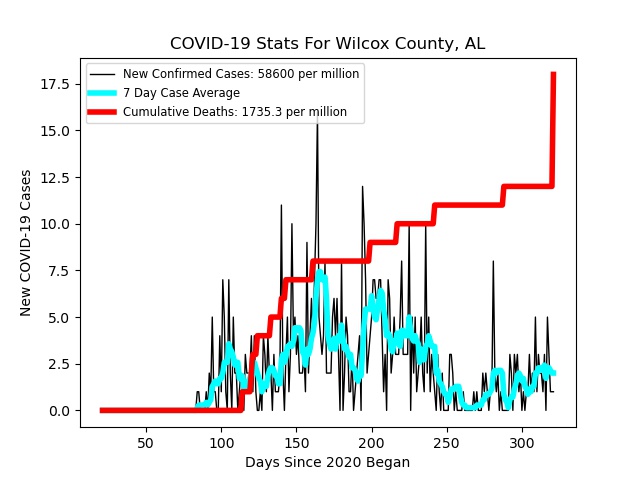 COVID-19 Stats For Wilcox County, AL
New Confirmed Cases: 58600 per million
7 Day Case Average
Cumulative Deaths: 1735.3 per million
17.5
15.0
12.5
10.0
7.5
5.0
2.5
0.0
New COVID-19 Cases
50 100 150 200 250 300
Days Since 2020 Began